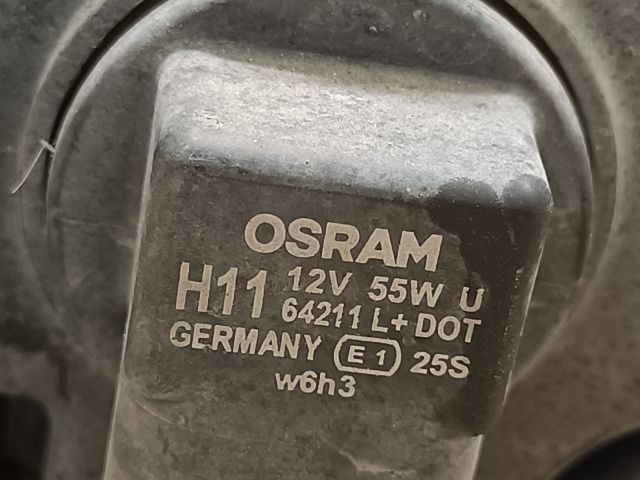 OSRAM
H11 12V 55W U
64211 L+ DOT
GERMANY E1 25S
w6h3